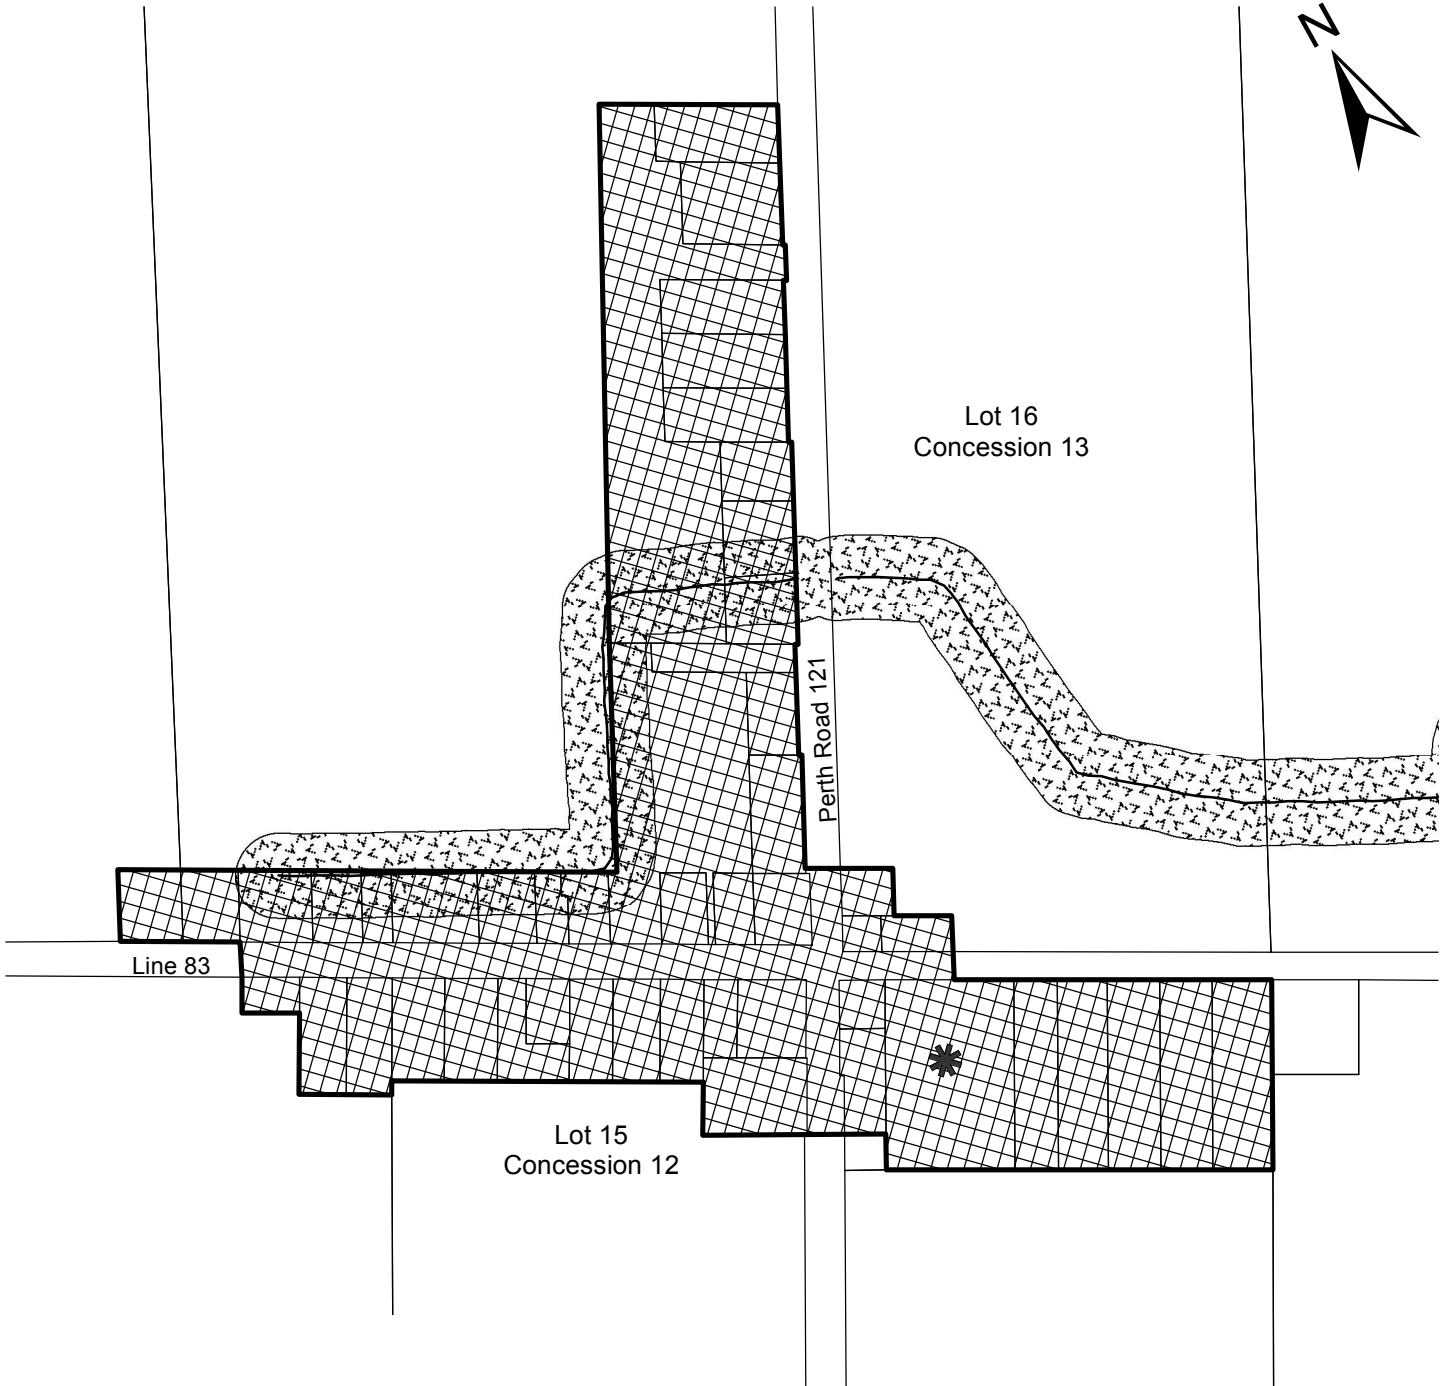 N
Lot 16
Concession 13
Perth Road 121
Line 83
Lot 15
Concession 12